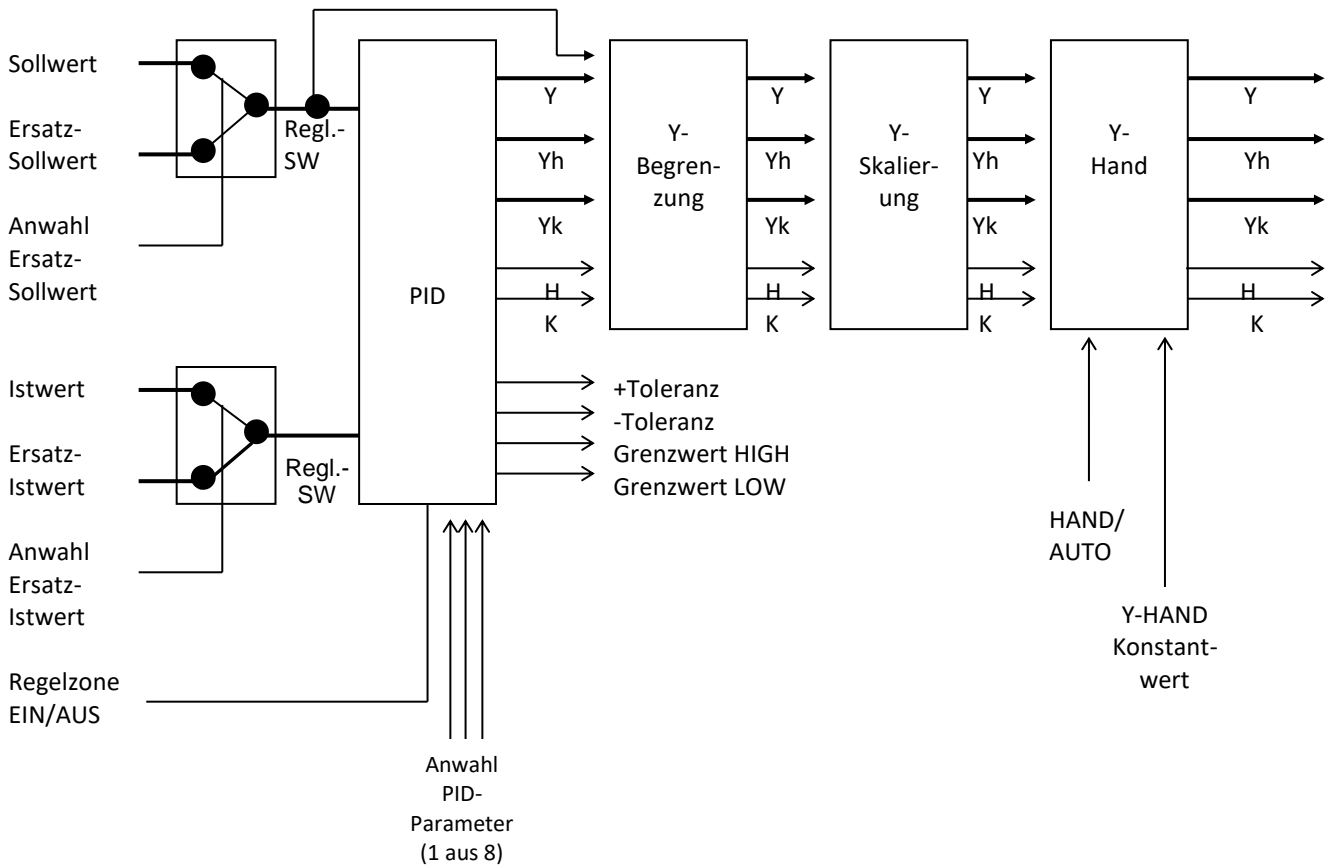 Sollwert
Ersatz-
Sollwert
Anwahl
Ersatz-
Sollwert
Regl.-
SW
Istwert
Ersatz-
Istwert
Anwahl
Ersatz-
Istwert
Regl.-
SW
Regelzone
EIN/AUS
PID
Anwahl
PID-
Parameter
(1 aus 8)
Y
Yh
Yk
H
K
+Toleranz
-Toleranz
Grenzwert HIGH
Grenzwert LOW
Y-
Begren-
zung
Y
Yh
Yk
H
K
Y-
Skalier-
ung
Y
Yh
Yk
H
K
Y-
Hand
HAND/
AUTO
Y-HAND
Konstant-
wert
Y
Yh
Yk
H
K